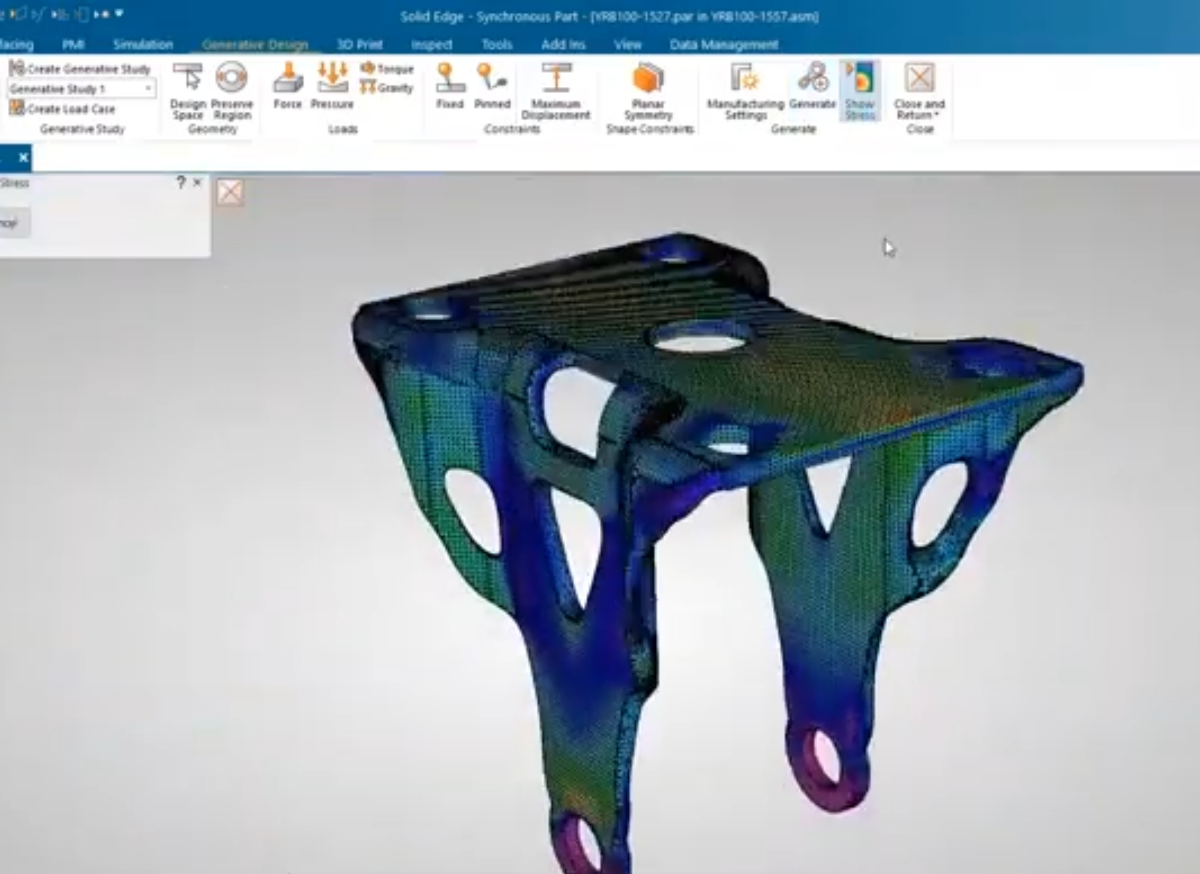 Solid Edge - Synchronous Part - [YRB100-1527.par in YRB100-1557.asm]
facing PMI Simulation Generative Design 3D Print Inspect Tools Add Ins View Data Management
Create Generative Study
Generative Study 1
Create Load Case
Generative Study
Design Space
Preserve Region
Geometry
Force
Pressure
Torque
Gravity
Loads
Fixed
Pinned
Maximum Displacement
Constraints
Planar Symmetry
Shape Constraints
Manufacturing Settings
Generate
Show Stress
Generate
Close and Return
Close
Stress
?